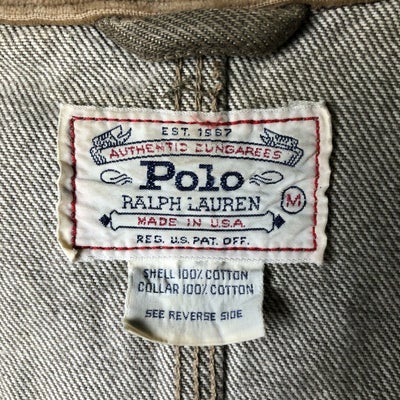 EST. 1967
AUTHENTIC DUNGAREES
Polo
RALPH LAUREN
M
MADE IN U.S.A.
REG. U.S. PAT. OFF.
SHELL 100% COTTON
COLLAR 100% COTTON
SEE REVERSE SIDE